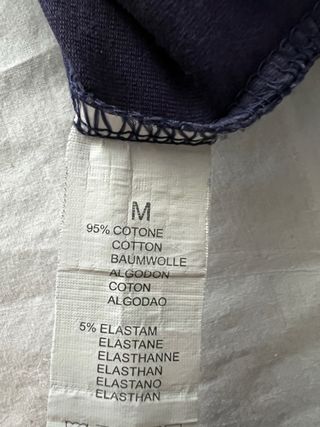 M
95% COTONE
COTTON
BAUMWOLLE
ALGODON
COTON
ALGODAO
5% ELASTAM
ELASTANE
ELASTHANNE
ELASTHAN
ELASTANO
ELASTHAN